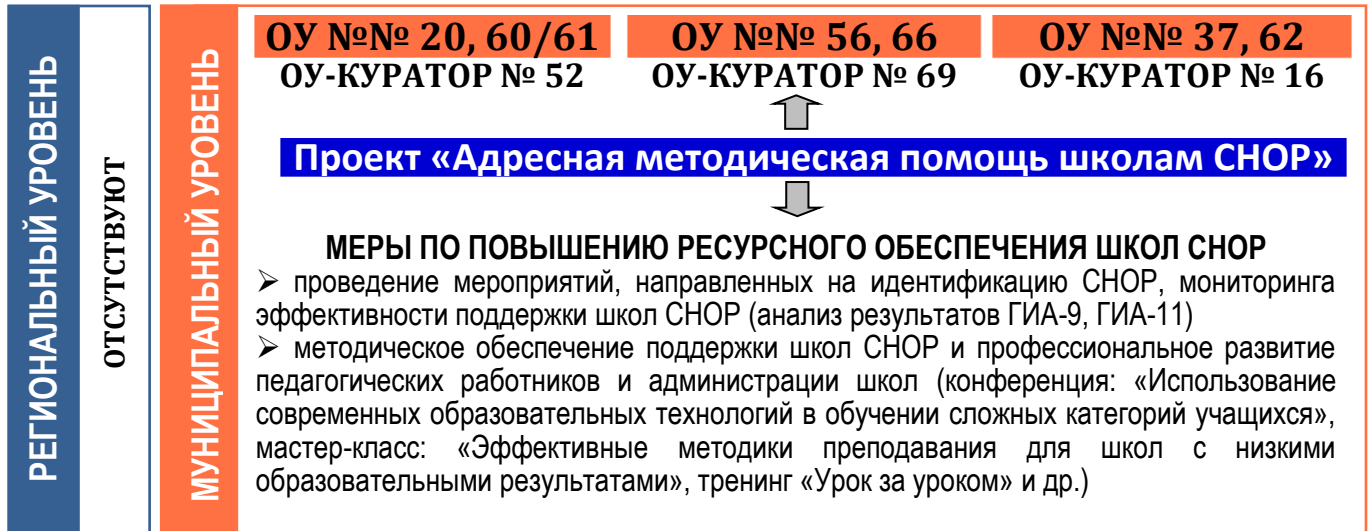 РЕГИОНАЛЬНЫЙ УРОВЕНЬ
ОТСУТСТВУЮТ
МУНИЦИПАЛЬНЫЙ УРОВЕНЬ
ОУ №№ 20, 60/61
ОУ-КУРАТОР № 52
ОУ №№ 56, 66
ОУ-КУРАТОР № 69
ОУ №№ 37, 62
ОУ-КУРАТОР № 16
Проект «Адресная методическая помощь школам СНОР»
МЕРЫ ПО ПОВЫШЕНИЮ РЕСУРСНОГО ОБЕСПЕЧЕНИЯ ШКОЛ СНОР
➢ проведение мероприятий, направленных на идентификацию СНОР, мониторинга
эффективности поддержки школ СНОР (анализ результатов ГИА-9, ГИА-11)
➢ методическое обеспечение поддержки школ СНОР и профессиональное развитие
педагогических работников и администрации школ (конференция: «Использование
современных образовательных технологий в обучении сложных категорий учащихся»,
мастер-класс: «Эффективные методики преподавания для школ с низкими
образовательными результатами», тренинг «Урок за уроком» и др.)